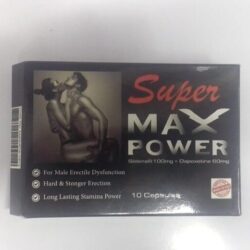 Super
MAX
POWER
Sildenafil 100mg + Dapoxetine 60mg
• For Male Erectile Dysfunction
• Hard & Stonger Erection
• Long Lasting Stamina Power
10 Capsules